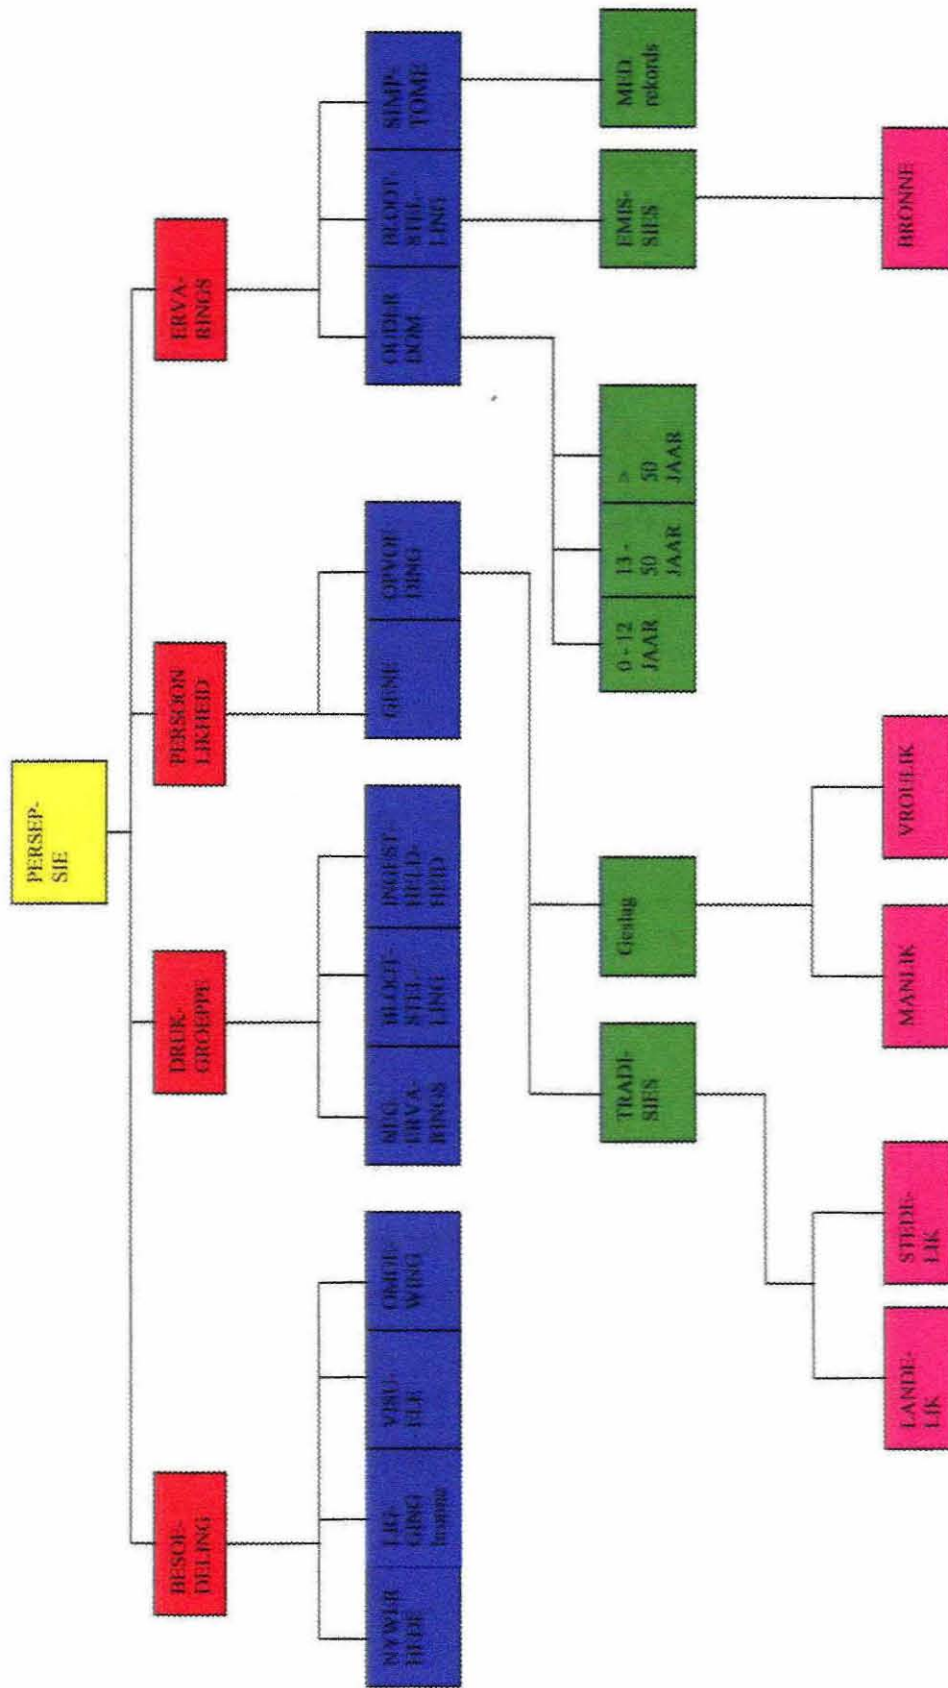 PERSEP-
SIE
BESOE-
DELING
DRUK-
GROEPPE
PERSOON
LIKHEID
ERVA-
RINGS
NYWER
HEDE
LIG-
GING
bronne
VISU-
ELE
OMGE-
WING
NEG
ERVA-
RINGS
BLOOT-
STEL-
LING
INGEST-
HELD-
HEID
GENE
OPVOE
DING
OUDER
DOM
BLOOT-
STEL-
LING
SIMP-
TOME
TRADI-
SIES
Geslag
0 - 12
JAAR
13 -
50
JAAR
>
50
JAAR
EMIS-
SIES
MED
rekords
LANDE-
LIK
STEDE-
LIK
MANLIK
VROULIK
BRONNE